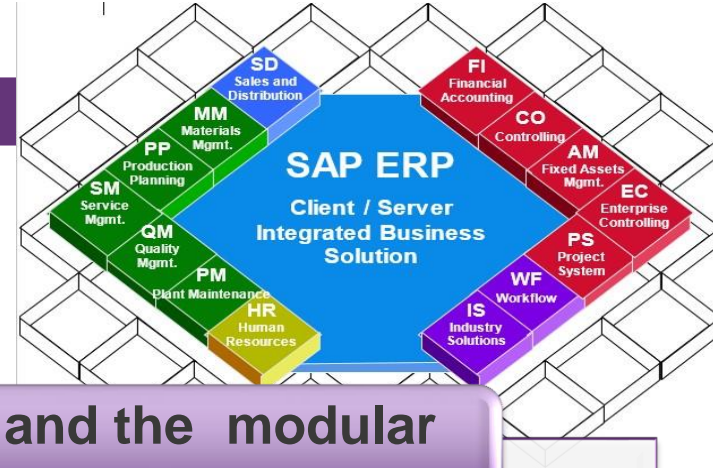 SD
Sales and
Distribution
MM
Materials
Mgmt.
PP
Production
Planning
SM
Service
Mgmt.
QM
Quality
Mgmt.
PM
Plant Maintenance
HR
Human
Resources
SAP ERP
Client / Server
Integrated Business
Solution
FI
Financial
Accounting
CO
Controlling
AM
Fixed Assets
Mgmt.
EC
Enterprise
Controlling
PS
Project
System
WF
Workflow
IS
Industry
Solutions
and the modular